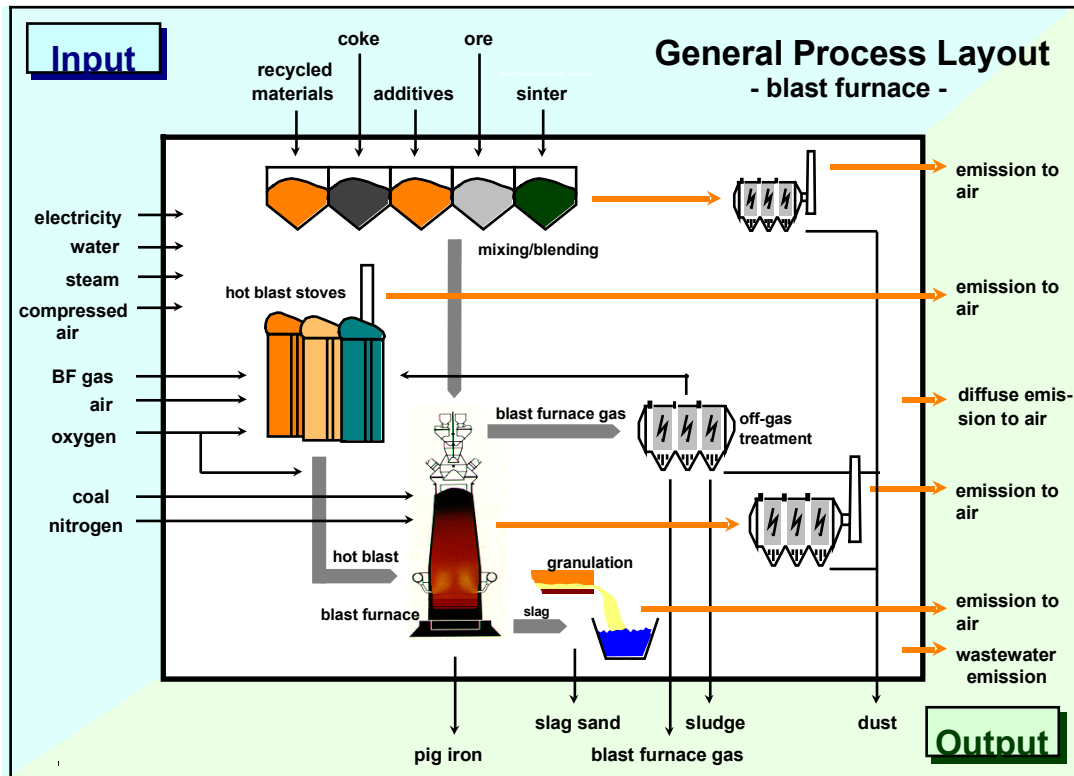 Input
General Process Layout
- blast furnace -
coke
ore
recycled
materials
additives
sinter
electricity
water
steam
compressed
air
BF gas
air
oxygen
coal
nitrogen
mixing/blending
hot blast stoves
blast furnace gas
off-gas
treatment
hot blast
granulation
blast furnace
slag
emission to
air
emission to
air
diffuse emis-
sion to air
emission to
air
emission to
air
wastewater
emission
pig iron
slag sand
blast furnace gas
sludge
dust
Output